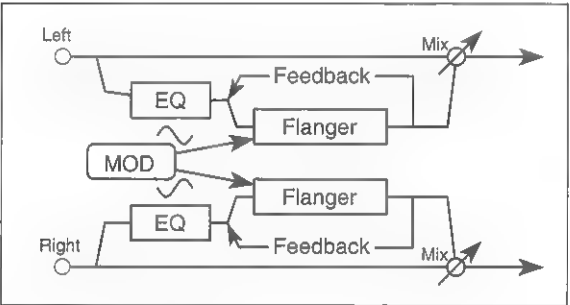 Left
Mix
Feedback
EQ
Flanger
MOD
Flanger
EQ
Feedback
Right
Mix